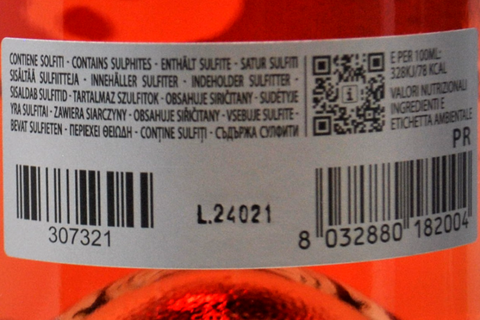 CONTIENE SOLFITI - CONTAINS SULPHITES - ENTHÄLT SULFITE - SATUR SULFITI
SISÄLTÄÄ SULFIITTEJA - INNEHÅLLER SULFITER - INDEHOLDER SULFITTER -
SISALDAB SULFITID - TARTALMAZ SZULFITOK - OBSAHUJE SIRIČITANY - SUDĖTYJE
YRA SULFITAI - ZAWIERA SIARCZYNY - OBSAHUJE SIŘIČITANY - VSEBUJE SULFITE -
BEVAT SULFIETEN - ΠΕΡΙΕΧΕΙ ΘΕΙΩΔΗ - CONȚINE SULFIȚI - СЪДЪРЖА СУЛФИТИ
E PER 100ML:
328KJ/78 KCAL
VALORI NUTRIZIONALI
INGREDIENTI E
ETICHETTA AMBIENTALE
PR
307321
L.24021
8 032880 182004